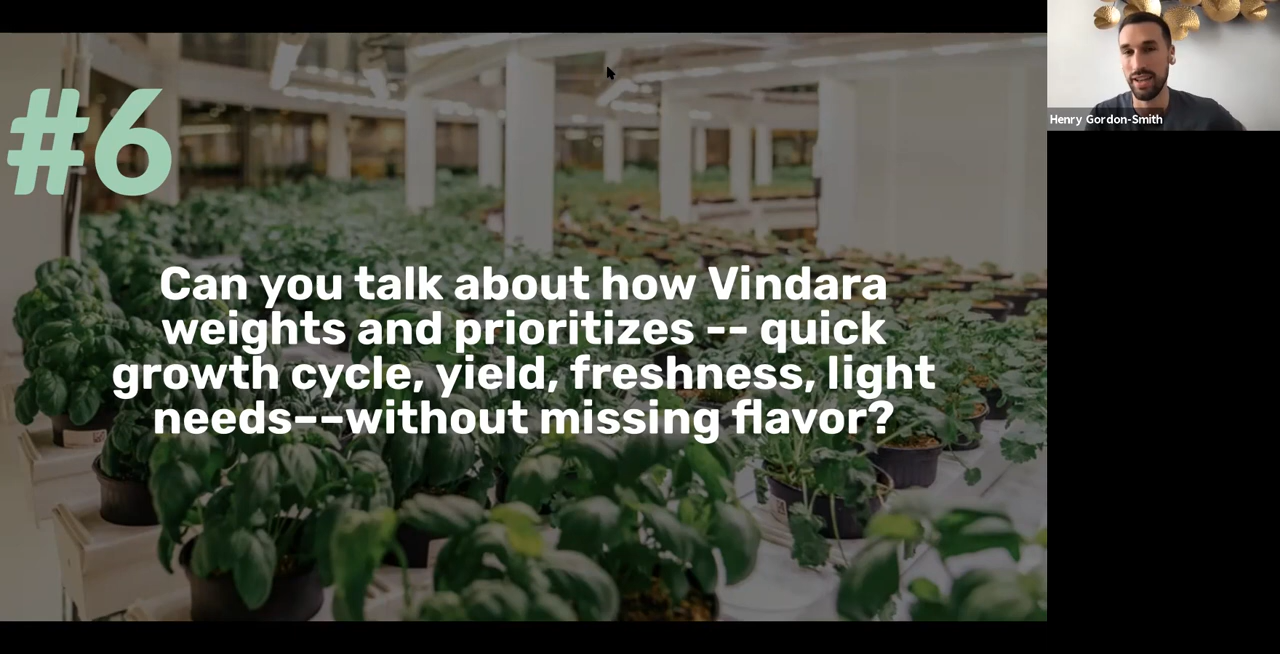 #6
Can you talk about how Vindara
weights and prioritizes -- quick
growth cycle, yield, freshness, light
needs––without missing flavor?
Henry Gordon-Smith